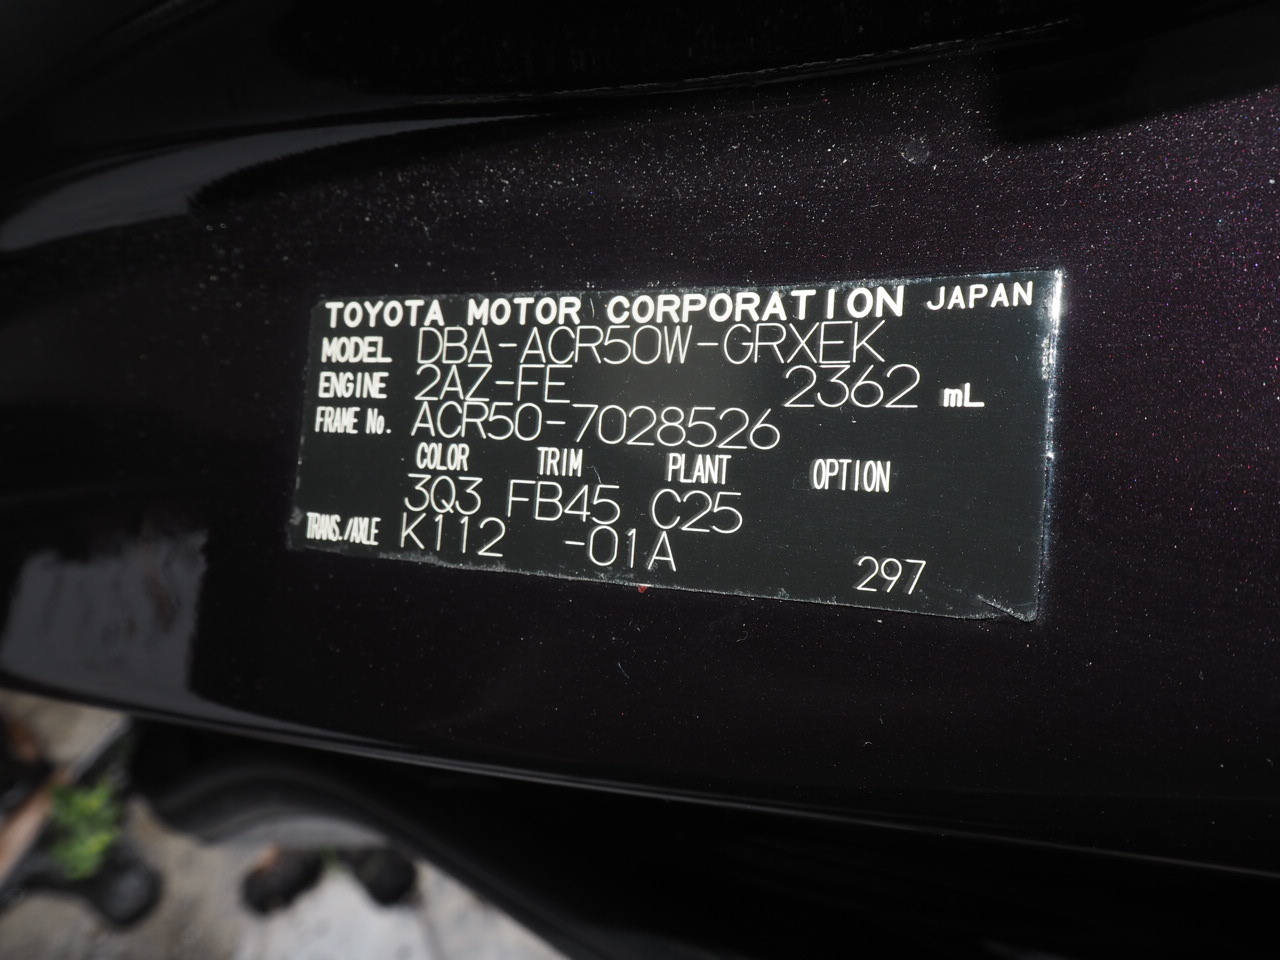 TOYOTA MOTOR CORPORATION JAPAN
MODEL DBA-ACR50W-GRXEK
ENGINE 2AZ-FE 2362 mL
FRAME No. ACR50-7028526
COLOR TRIM PLANT OPTION
3Q3 FB45 C25
TRANS./AXLE K112 -01A
297